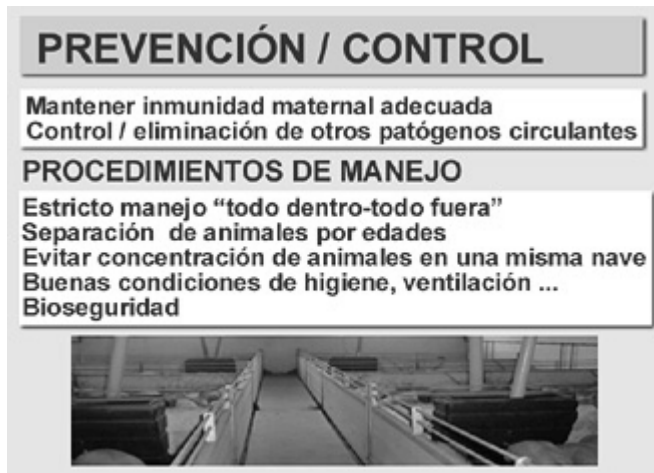 PREVENCIÓN / CONTROL
Mantener inmunidad maternal adecuada
Control / eliminación de otros patógenos circulantes
PROCEDIMIENTOS DE MANEJO
Estricto manejo “todo dentro-todo fuera”
Separación de animales por edades
Evitar concentración de animales en una misma nave
Buenas condiciones de higiene, ventilación ...
Bioseguridad